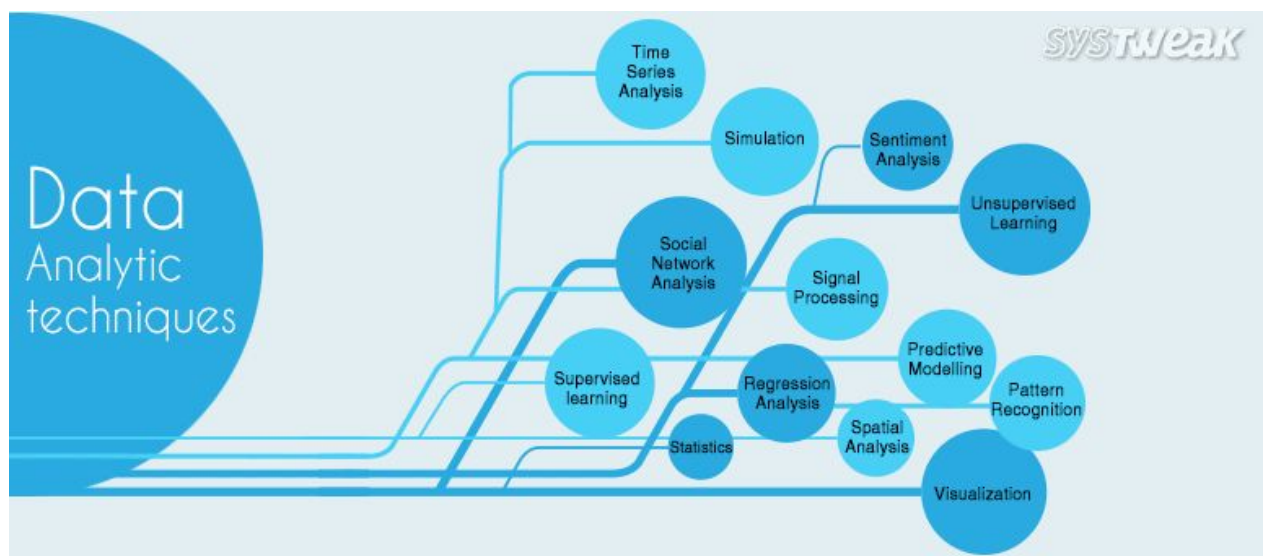 SYSTweak
Data
Analytic
techniques
Time
Series
Analysis
Simulation
Sentiment
Analysis
Unsupervised
Learning
Social
Network
Analysis
Signal
Processing
Predictive
Modelling
Supervised
learning
Regression
Analysis
Pattern
Recognition
Spatial
Analysis
Statistics
Visualization